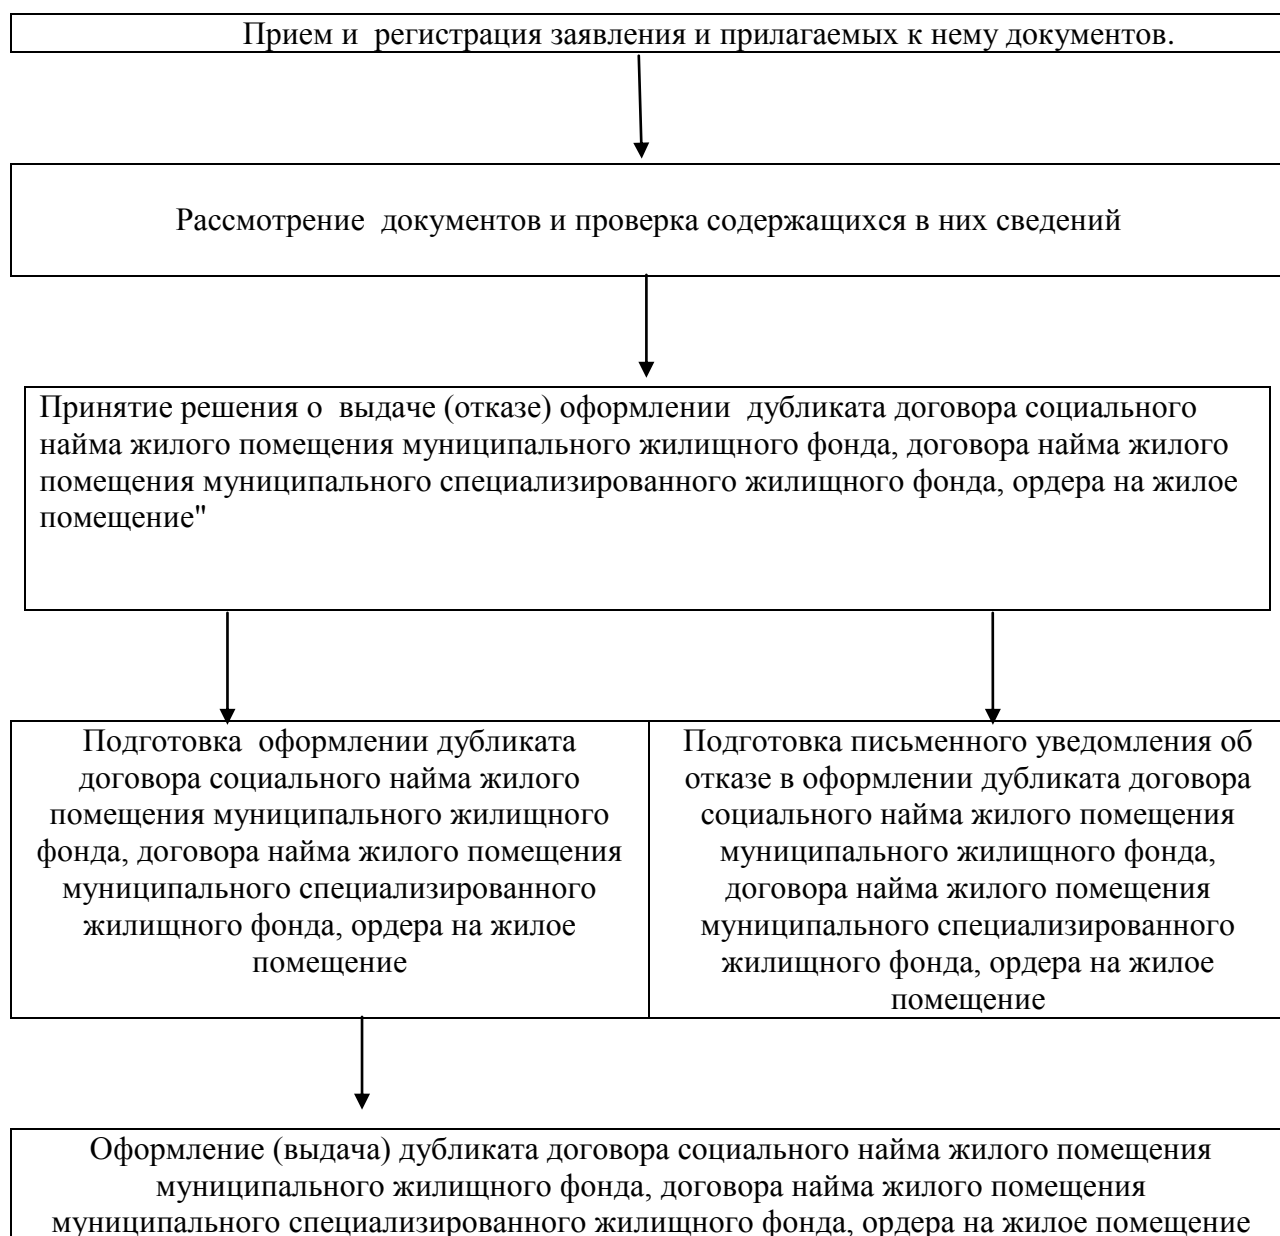 Прием и  регистрация заявления и прилагаемых к нему документов.
Рассмотрение  документов и проверка содержащихся в них сведений
Принятие решения о  выдаче (отказе) оформлении  дубликата договора социального
найма жилого помещения муниципального жилищного фонда, договора найма жилого
помещения муниципального специализированного жилищного фонда, ордера на жилое
помещение"
Подготовка  оформлении дубликата
договора социального найма жилого
помещения муниципального жилищного
фонда, договора найма жилого помещения
муниципального специализированного
жилищного фонда, ордера на жилое
помещение
Подготовка письменного уведомления об
отказе в оформлении дубликата договора
социального найма жилого помещения
муниципального жилищного фонда,
договора найма жилого помещения
муниципального специализированного
жилищного фонда, ордера на жилое
помещение
Оформление (выдача) дубликата договора социального найма жилого помещения
муниципального жилищного фонда, договора найма жилого помещения
муниципального специализированного жилищного фонда, ордера на жилое помещение